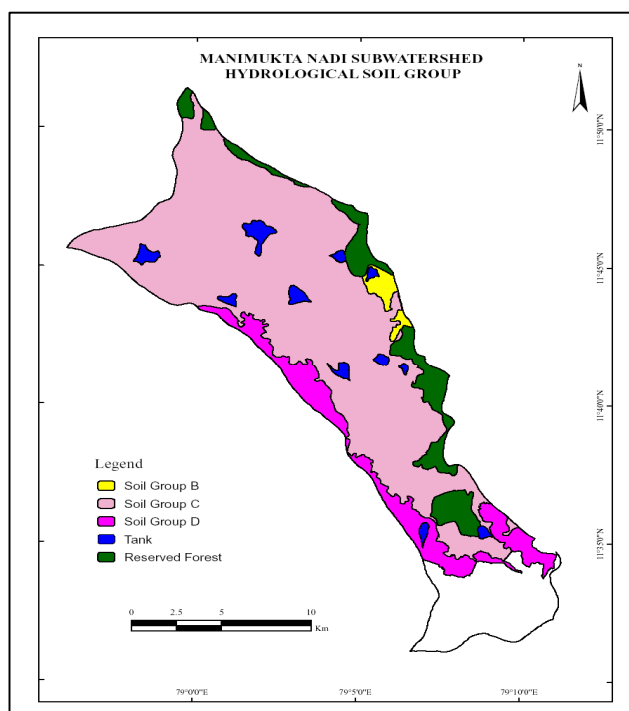 MANIMUKTA NADI SUBWATERSHED
HYDROLOGICAL SOIL GROUP
N
11°50'0"N
11°45'0"N
11°40'0"N
11°35'0"N
Legend
Soil Group B
Soil Group C
Soil Group D
Tank
Reserved Forest
0 2.5 5 10
Km
79°0'0"E 79°5'0"E 79°10'0"E